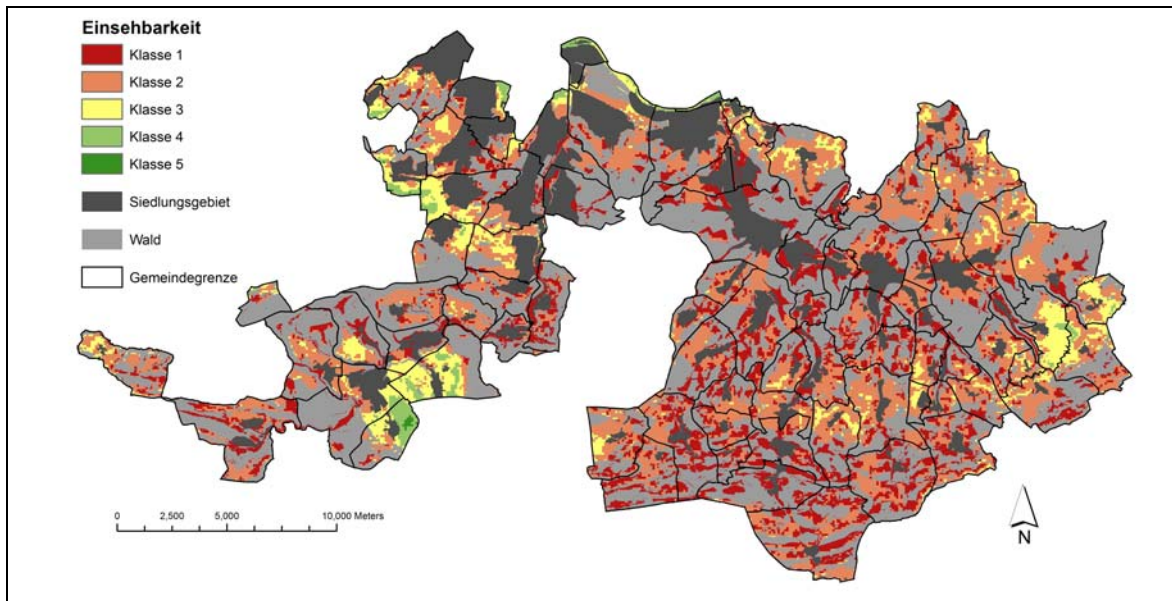 Einsehbarkeit
Klasse 1
Klasse 2
Klasse 3
Klasse 4
Klasse 5
Siedlungsgebiet
Wald
Gemeindegrenze
0 2,500 5,000 10,000 Meters
N